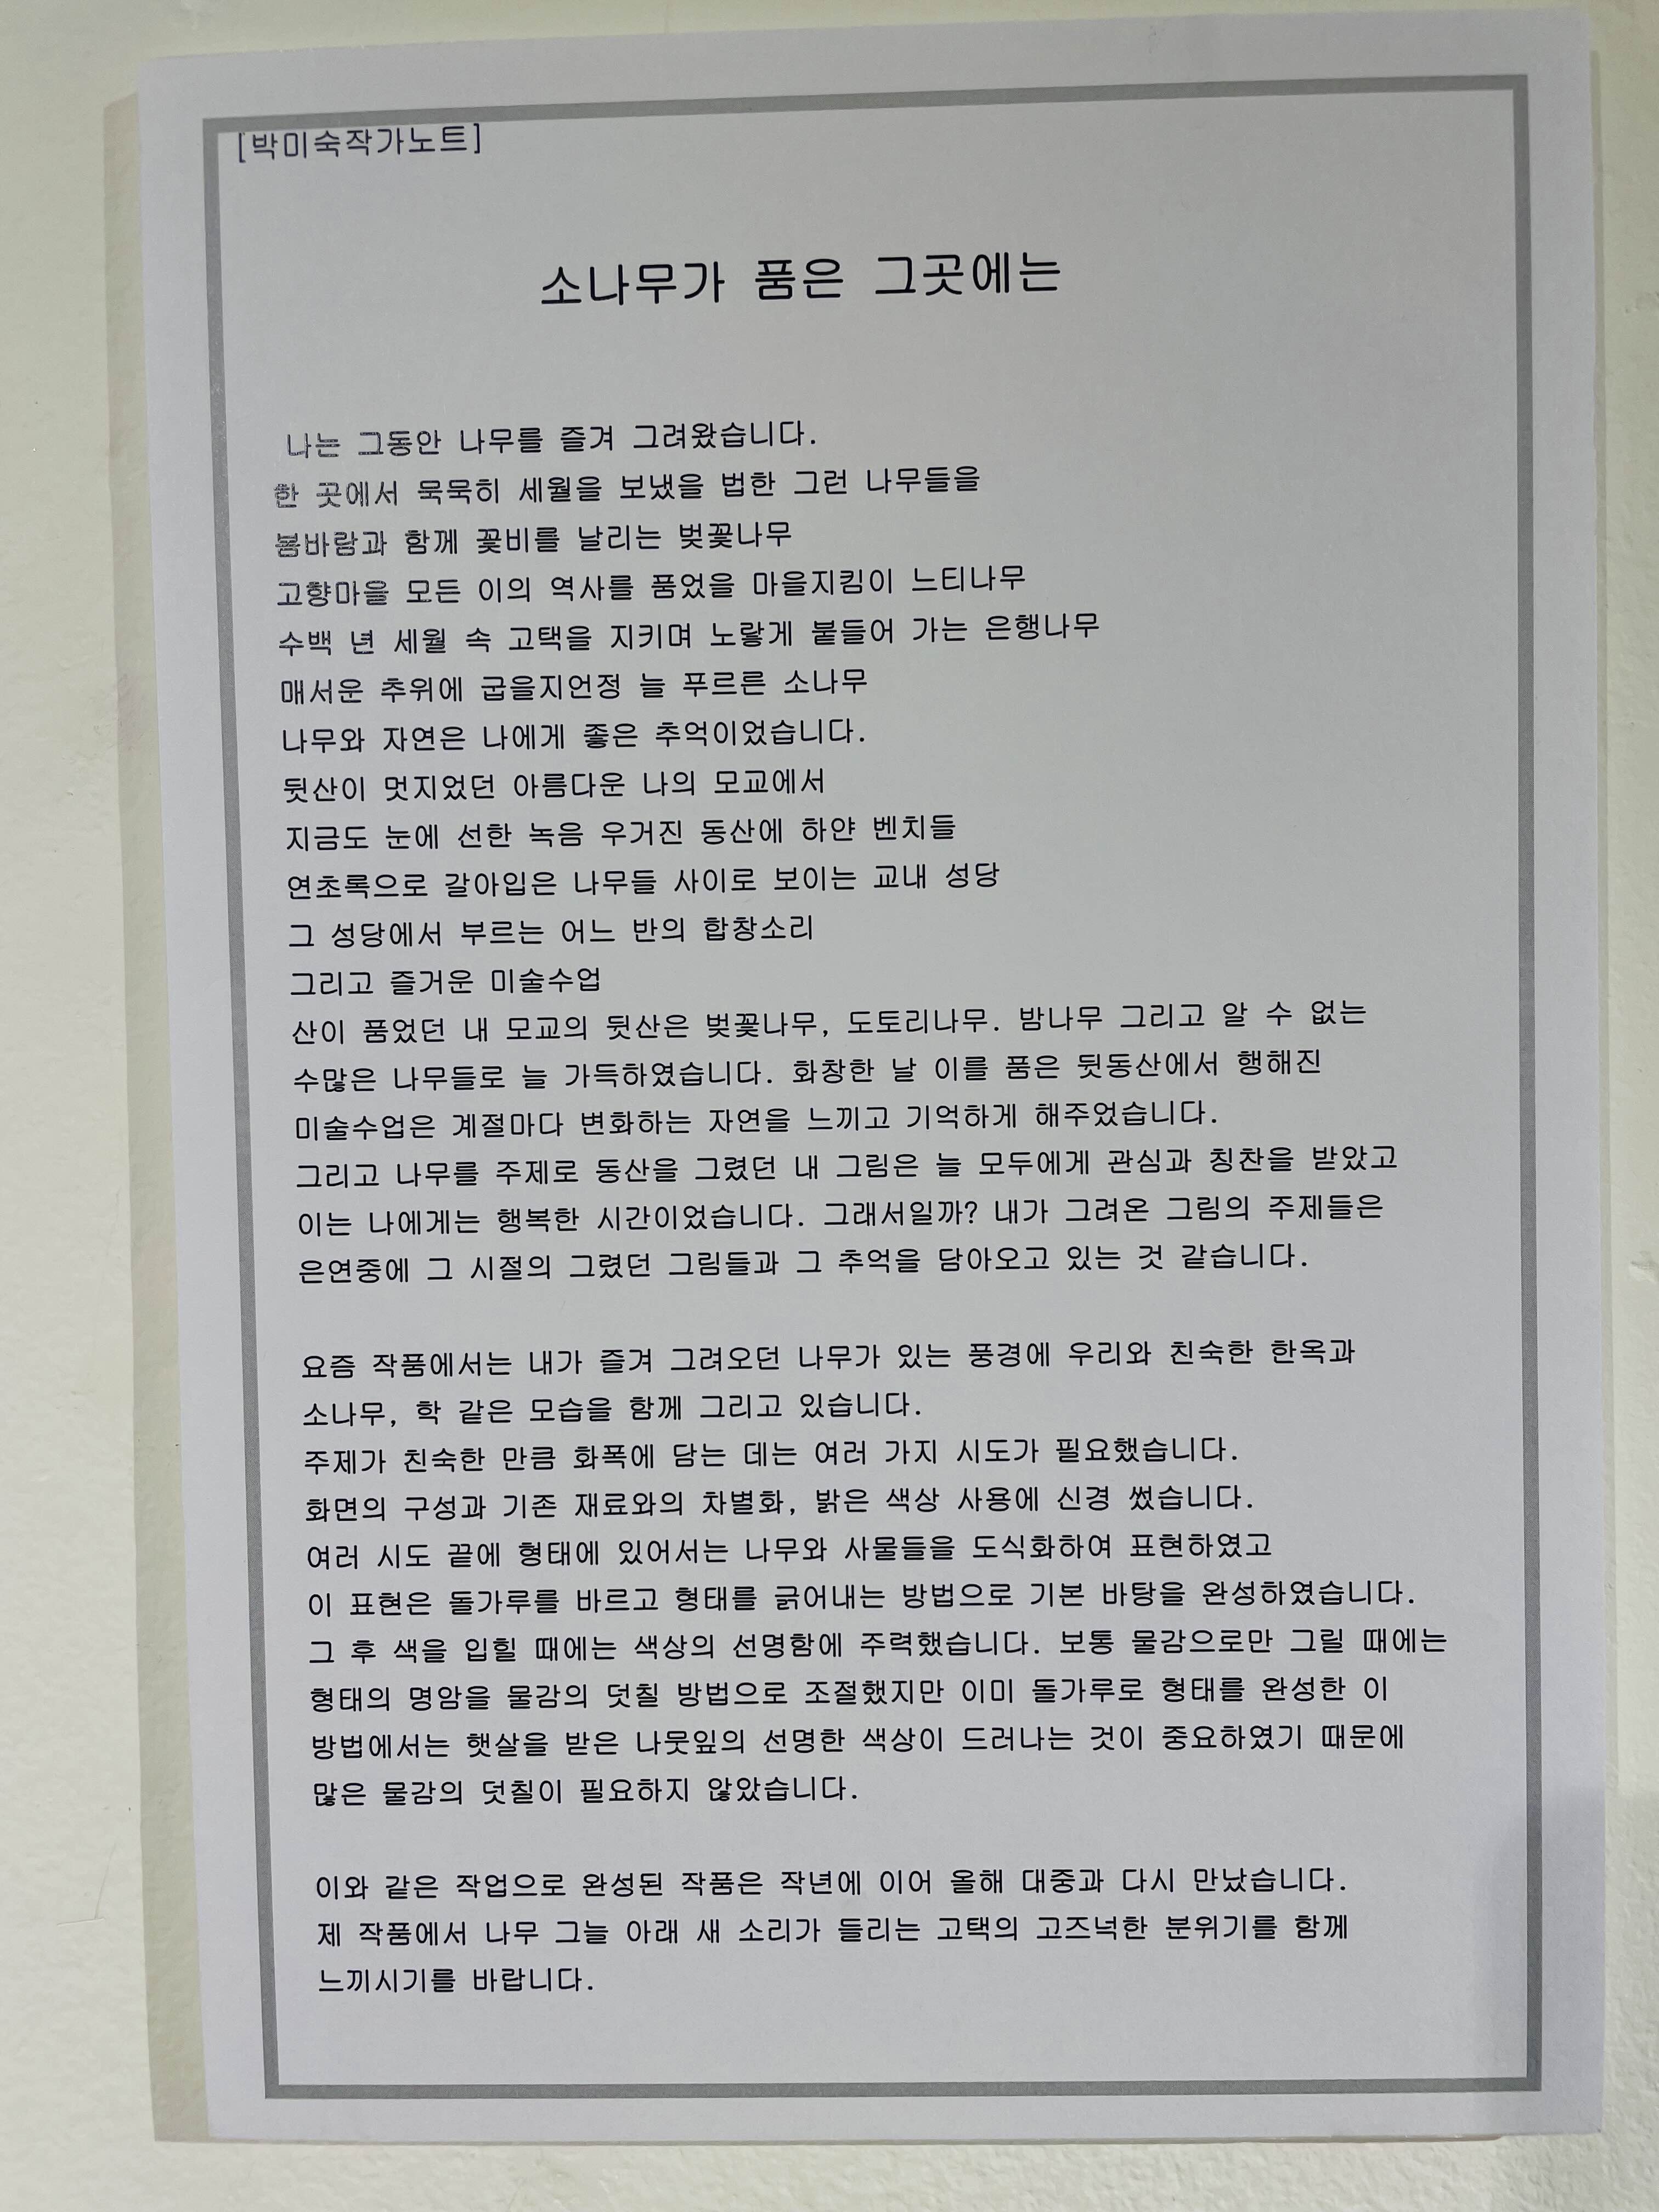 [박미숙작가노트]
소나무가 품은 그곳에는
나는 그동안 나무를 즐겨 그려왔습니다.
한 곳에서 묵묵히 세월을 보냈을 법한 그런 나무들을
봄바람과 함께 꽃비를 날리는 벚꽃나무
고향마을 모든 이의 역사를 품었을 마을지킴이 느티나무
수백 년 세월 속 고택을 지키며 노랗게 붙들어 가는 은행나무
매서운 추위에 굽을지언정 늘 푸르른 소나무
나무와 자연은 나에게 좋은 추억이었습니다.
뒷산이 멋지었던 아름다운 나의 모교에서
지금도 눈에 선한 녹음 우거진 동산에 하얀 벤치들
연초록으로 갈아입은 나무들 사이로 보이는 교내 성당
그 성당에서 부르는 어느 반의 합창소리
그리고 즐거운 미술수업
산이 품었던 내 모교의 뒷산은 벚꽃나무, 도토리나무. 밤나무 그리고 알 수 없는
수많은 나무들로 늘 가득하였습니다. 화창한 날 이를 품은 뒷동산에서 행해진
미술수업은 계절마다 변화하는 자연을 느끼고 기억하게 해주었습니다.
그리고 나무를 주제로 동산을 그렸던 내 그림은 늘 모두에게 관심과 칭찬을 받았고
이는 나에게는 행복한 시간이었습니다. 그래서일까? 내가 그려온 그림의 주제들은
은연중에 그 시절의 그렸던 그림들과 그 추억을 담아오고 있는 것 같습니다.
요즘 작품에서는 내가 즐겨 그려오던 나무가 있는 풍경에 우리와 친숙한 한옥과
소나무, 학 같은 모습을 함께 그리고 있습니다.
주제가 친숙한 만큼 화폭에 담는 데는 여러 가지 시도가 필요했습니다.
화면의 구성과 기존 재료와의 차별화, 밝은 색상 사용에 신경 썼습니다.
여러 시도 끝에 형태에 있어서는 나무와 사물들을 도식화하여 표현하였고
이 표현은 돌가루를 바르고 형태를 긁어내는 방법으로 기본 바탕을 완성하였습니다.
그 후 색을 입힐 때에는 색상의 선명함에 주력했습니다. 보통 물감으로만 그릴 때에는
형태의 명암을 물감의 덧칠 방법으로 조절했지만 이미 돌가루로 형태를 완성한 이
방법에서는 햇살을 받은 나뭇잎의 선명한 색상이 드러나는 것이 중요하였기 때문에
많은 물감의 덧칠이 필요하지 않았습니다.
이와 같은 작업으로 완성된 작품은 작년에 이어 올해 대중과 다시 만났습니다.
제 작품에서 나무 그늘 아래 새 소리가 들리는 고택의 고즈넉한 분위기를 함께
느끼시기를 바랍니다.